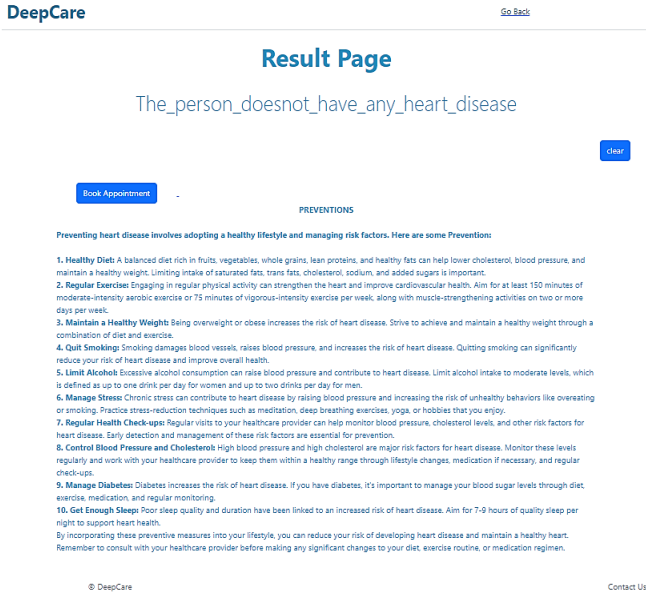 DeepCare
Go Back
Result Page
The_person_doesnot_have_any_heart_disease
clear
Book Appointment
PREVENTIONS
Preventing heart disease involves adopting a healthy lifestyle and managing risk factors. Here are some Prevention:
1. Healthy Diet: A balanced diet rich in fruits, vegetables, whole grains, lean proteins, and healthy fats can help lower cholesterol, blood pressure, and
maintain a healthy weight. Limiting intake of saturated fats, trans fats, cholesterol, sodium, and added sugars is important.
2. Regular Exercise: Engaging in regular physical activity can strengthen the heart and improve cardiovascular health. Aim for at least 150 minutes of
moderate-intensity aerobic exercise or 75 minutes of vigorous-intensity exercise per week, along with muscle-strengthening activities on two or more
days per week.
3. Maintain a Healthy Weight: Being overweight or obese increases the risk of heart disease. Strive to achieve and maintain a healthy weight through a
combination of diet and exercise.
4. Quit Smoking: Smoking damages blood vessels, raises blood pressure, and increases the risk of heart disease. Quitting smoking can significantly
reduce your risk of heart disease and improve overall health.
5. Limit Alcohol: Excessive alcohol consumption can raise blood pressure and contribute to heart disease. Limit alcohol intake to moderate levels, which
is defined as up to one drink per day for women and up to two drinks per day for men.
6. Manage Stress: Chronic stress can contribute to heart disease by raising blood pressure and increasing the risk of unhealthy behaviors like overeating
or smoking. Practice stress-reduction techniques such as meditation, deep breathing exercises, yoga, or hobbies that you enjoy.
7. Regular Health Check-ups: Regular visits to your healthcare provider can help monitor blood pressure, cholesterol levels, and other risk factors for
heart disease. Early detection and management of these risk factors are essential for prevention.
8. Control Blood Pressure and Cholesterol: High blood pressure and high cholesterol are major risk factors for heart disease. Monitor these levels
regularly and work with your healthcare provider to keep them within a healthy range through lifestyle changes, medication if necessary, and regular
check-ups.
9. Manage Diabetes: Diabetes increases the risk of heart disease. If you have diabetes, it's important to manage your blood sugar levels through diet,
exercise, medication, and regular monitoring.
10. Get Enough Sleep: Poor sleep quality and duration have been linked to an increased risk of heart disease. Aim for 7-9 hours of quality sleep per
night to support heart health.
By incorporating these preventive measures into your lifestyle, you can reduce your risk of developing heart disease and maintain a healthy heart.
Remember to consult with your healthcare provider before making any significant changes to your diet, exercise routine, or medication regimen.
© DeepCare
Contact Us